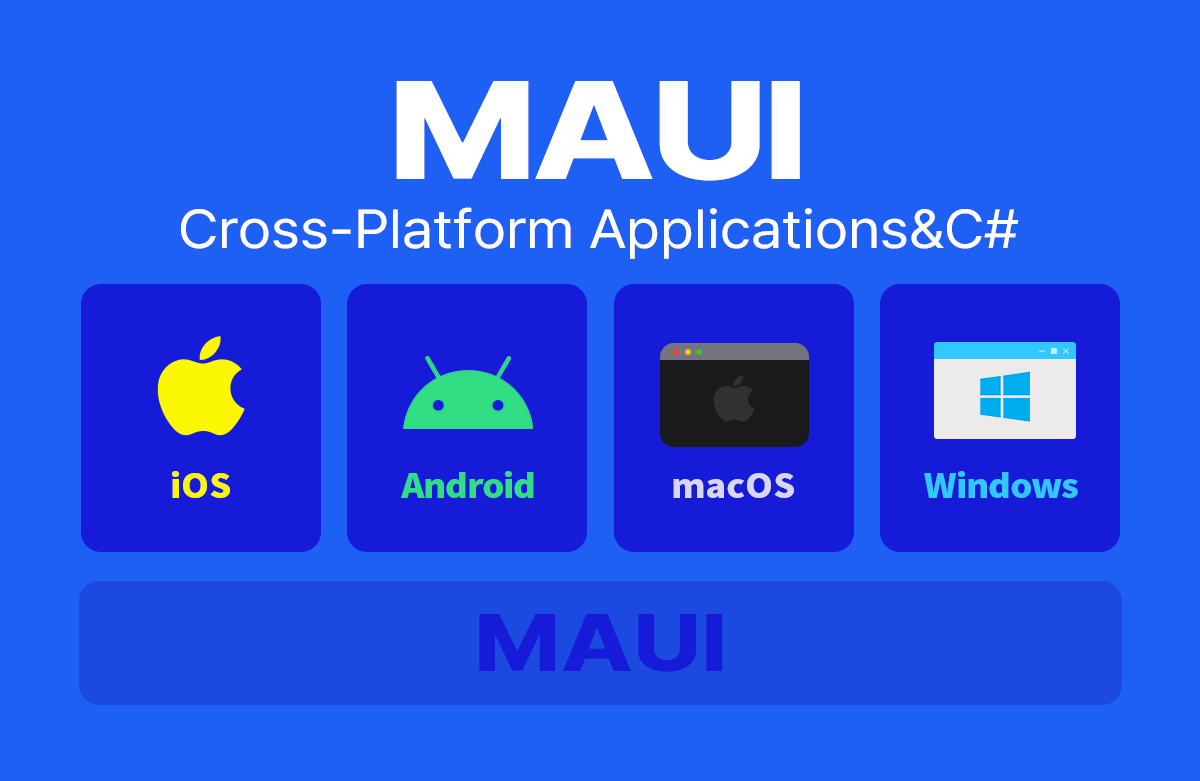 MAUI
Cross-Platform Applications&C#
iOS
Android
macOS
Windows
MAUI